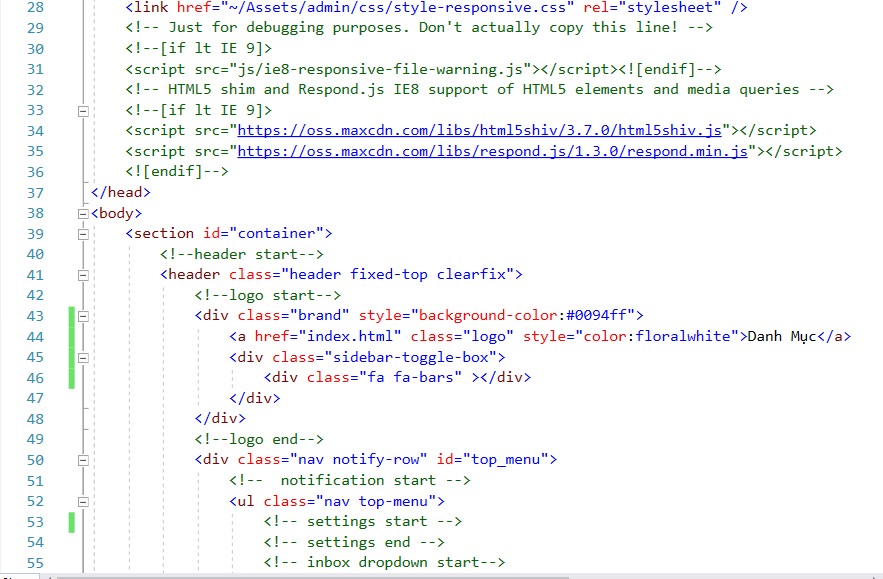 28 <link href="~/Assets/admin/css/style-responsive.css" rel="stylesheet" />
29 <!-- Just for debugging purposes. Don't actually copy this line! -->
30 <!--[if lt IE 9]>
31 <script src="js/ie8-responsive-file-warning.js"></script><![endif]-->
32 <!-- HTML5 shim and Respond.js IE8 support of HTML5 elements and media queries -->
33 <!--[if lt IE 9]>
34 <script src="https://oss.maxcdn.com/libs/html5shiv/3.7.0/html5shiv.js"></script>
35 <script src="https://oss.maxcdn.com/libs/respond.js/1.3.0/respond.min.js"></script>
36 <![endif]-->
37 </head>
38 <body>
39 <section id="container">
40 <!--header start-->
41 <header class="header fixed-top clearfix">
42 <!--logo start-->
43 <div class="brand" style="background-color:#0094ff">
44 <a href="index.html" class="logo" style="color:floralwhite">Danh Mục</a>
45 <div class="sidebar-toggle-box">
46 <div class="fa fa-bars" ></div>
47 </div>
48 </div>
49 <!--logo end-->
50 <div class="nav notify-row" id="top_menu">
51 <!--  notification start -->
52 <ul class="nav top-menu">
53 <!-- settings start -->
54 <!-- settings end -->
55 <!-- inbox dropdown start-->